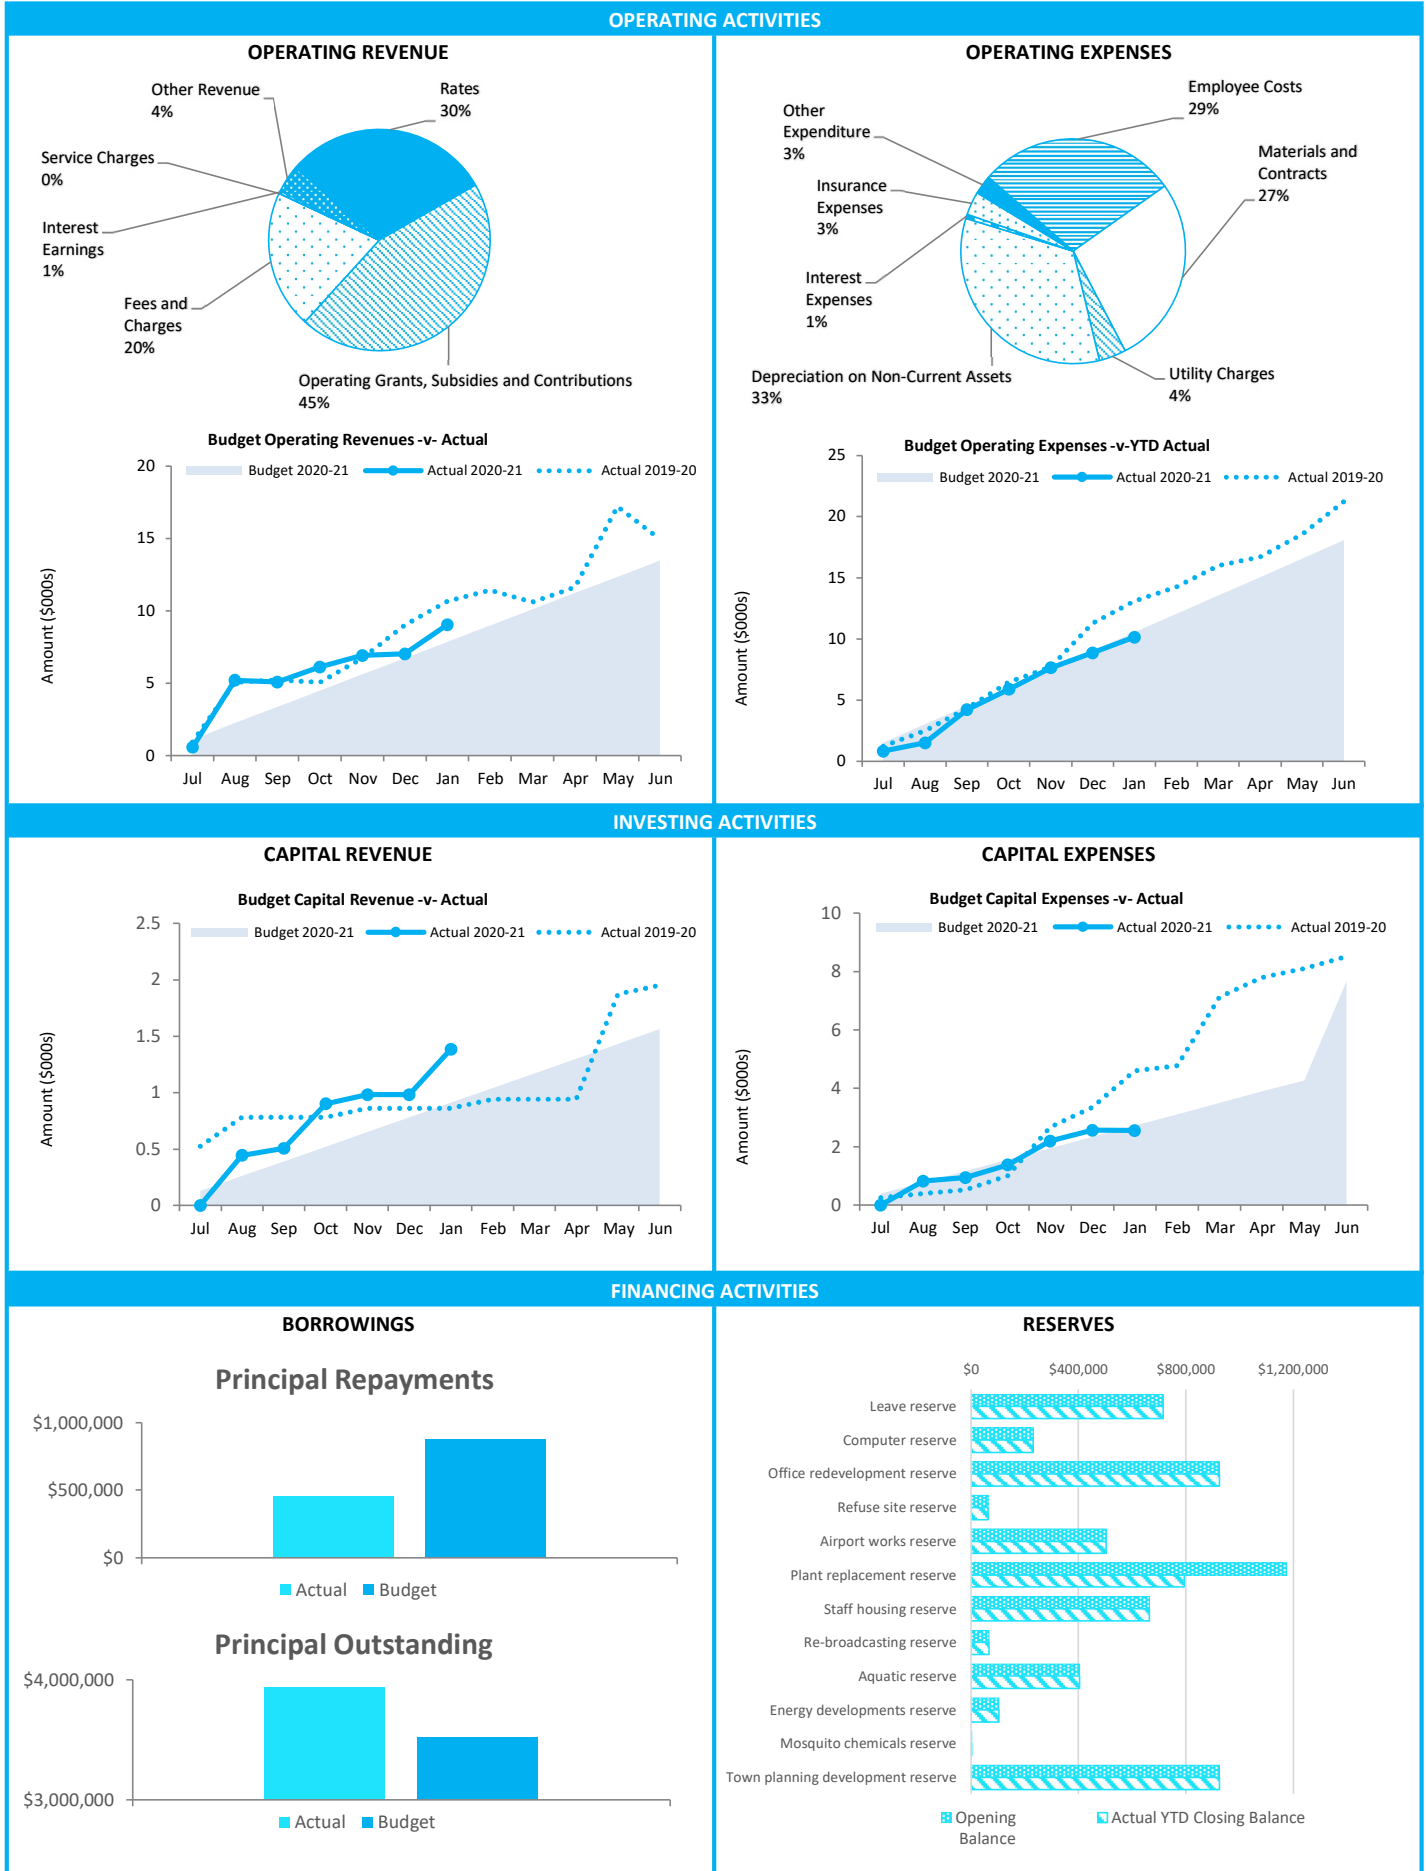 OPERATING ACTIVITIES
OPERATING REVENUE
Other Revenue
4%
Rates
30%
Service Charges
0%
Interest
Earnings
1%
Fees and
Charges
20%
Operating Grants, Subsidies and Contributions
45%
OPERATING EXPENSES
Employee Costs
29%
Other
Expenditure
3%
Materials and
Contracts
27%
Insurance
Expenses
3%
Interest
Expenses
1%
Depreciation on Non-Current Assets
33%
Utility Charges
4%
Budget Operating Revenues -v- Actual
Budget 2020-21 Actual 2020-21 Actual 2019-20
Amount ($000s)
20
15
10
5
0
Jul Aug Sep Oct Nov Dec Jan Feb Mar Apr May Jun
Budget Operating Expenses -v-YTD Actual
Budget 2020-21 Actual 2020-21 Actual 2019-20
Amount ($000s)
25
20
15
10
5
0
Jul Aug Sep Oct Nov Dec Jan Feb Mar Apr May Jun
INVESTING ACTIVITIES
CAPITAL REVENUE
Budget Capital Revenue -v- Actual
Budget 2020-21 Actual 2020-21 Actual 2019-20
Amount ($000s)
2.5
2
1.5
1
0.5
0
Jul Aug Sep Oct Nov Dec Jan Feb Mar Apr May Jun
CAPITAL EXPENSES
Budget Capital Expenses -v- Actual
Budget 2020-21 Actual 2020-21 Actual 2019-20
Amount ($000s)
10
8
6
4
2
0
Jul Aug Sep Oct Nov Dec Jan Feb Mar Apr May Jun
FINANCING ACTIVITIES
BORROWINGS
Principal Repayments
$1,000,000
$500,000
$0
Actual Budget
Principal Outstanding
$4,000,000
$3,000,000
Actual Budget
RESERVES
$0 $400,000 $800,000 $1,200,000
Leave reserve
Computer reserve
Office redevelopment reserve
Refuse site reserve
Airport works reserve
Plant replacement reserve
Staff housing reserve
Re-broadcasting reserve
Aquatic reserve
Energy developments reserve
Mosquito chemicals reserve
Town planning development reserve
Opening
Balance
Actual YTD Closing Balance